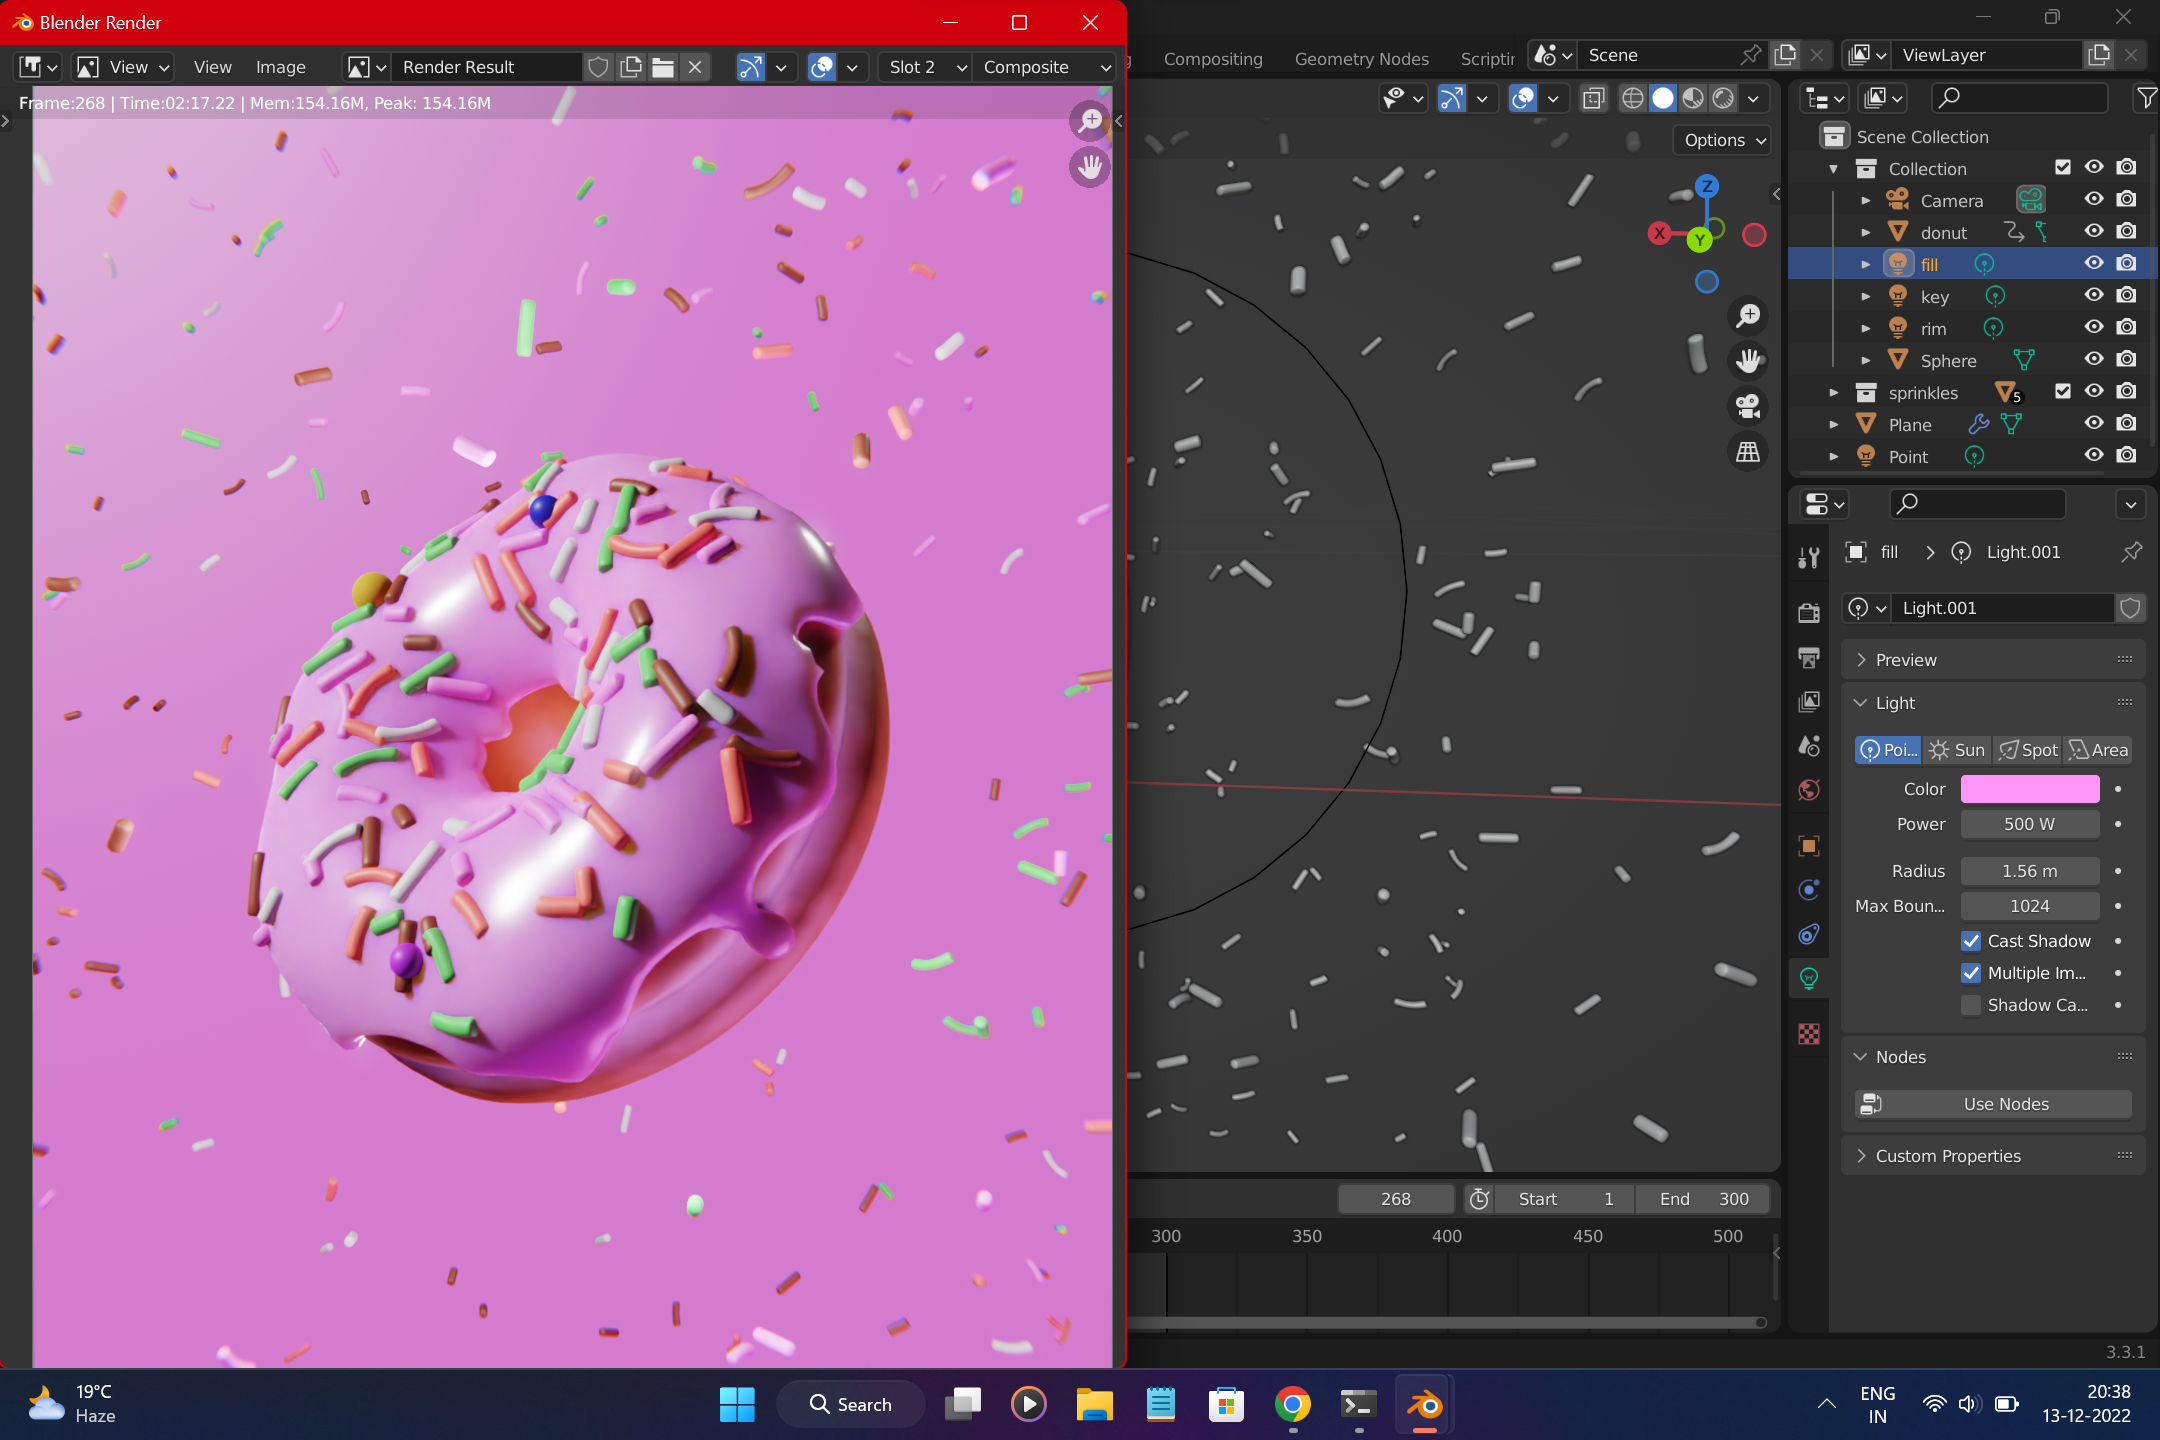 Blender Render
View View Image Render Result Slot 2 Composite
Frame:268 | Time:02:17.22 | Mem:154.16M, Peak: 154.16M
Compositing Geometry Nodes Scriptin Scene ViewLayer
Options
Z
X
Y
Scene Collection
Collection
Camera
donut
fill
key
rim
Sphere
sprinkles 5
Plane
Point
fill Light.001
Light.001
Preview
Light
Poi... Sun Spot Area
Color
Power 500 W
Radius 1.56 m
Max Boun... 1024
Cast Shadow
Multiple Im...
Shadow Ca...
Nodes
Use Nodes
Custom Properties
268 Start 1 End 300
300 350 400 450 500
3.3.1
19°C
Haze
Search
ENG
IN
20:38
13-12-2022